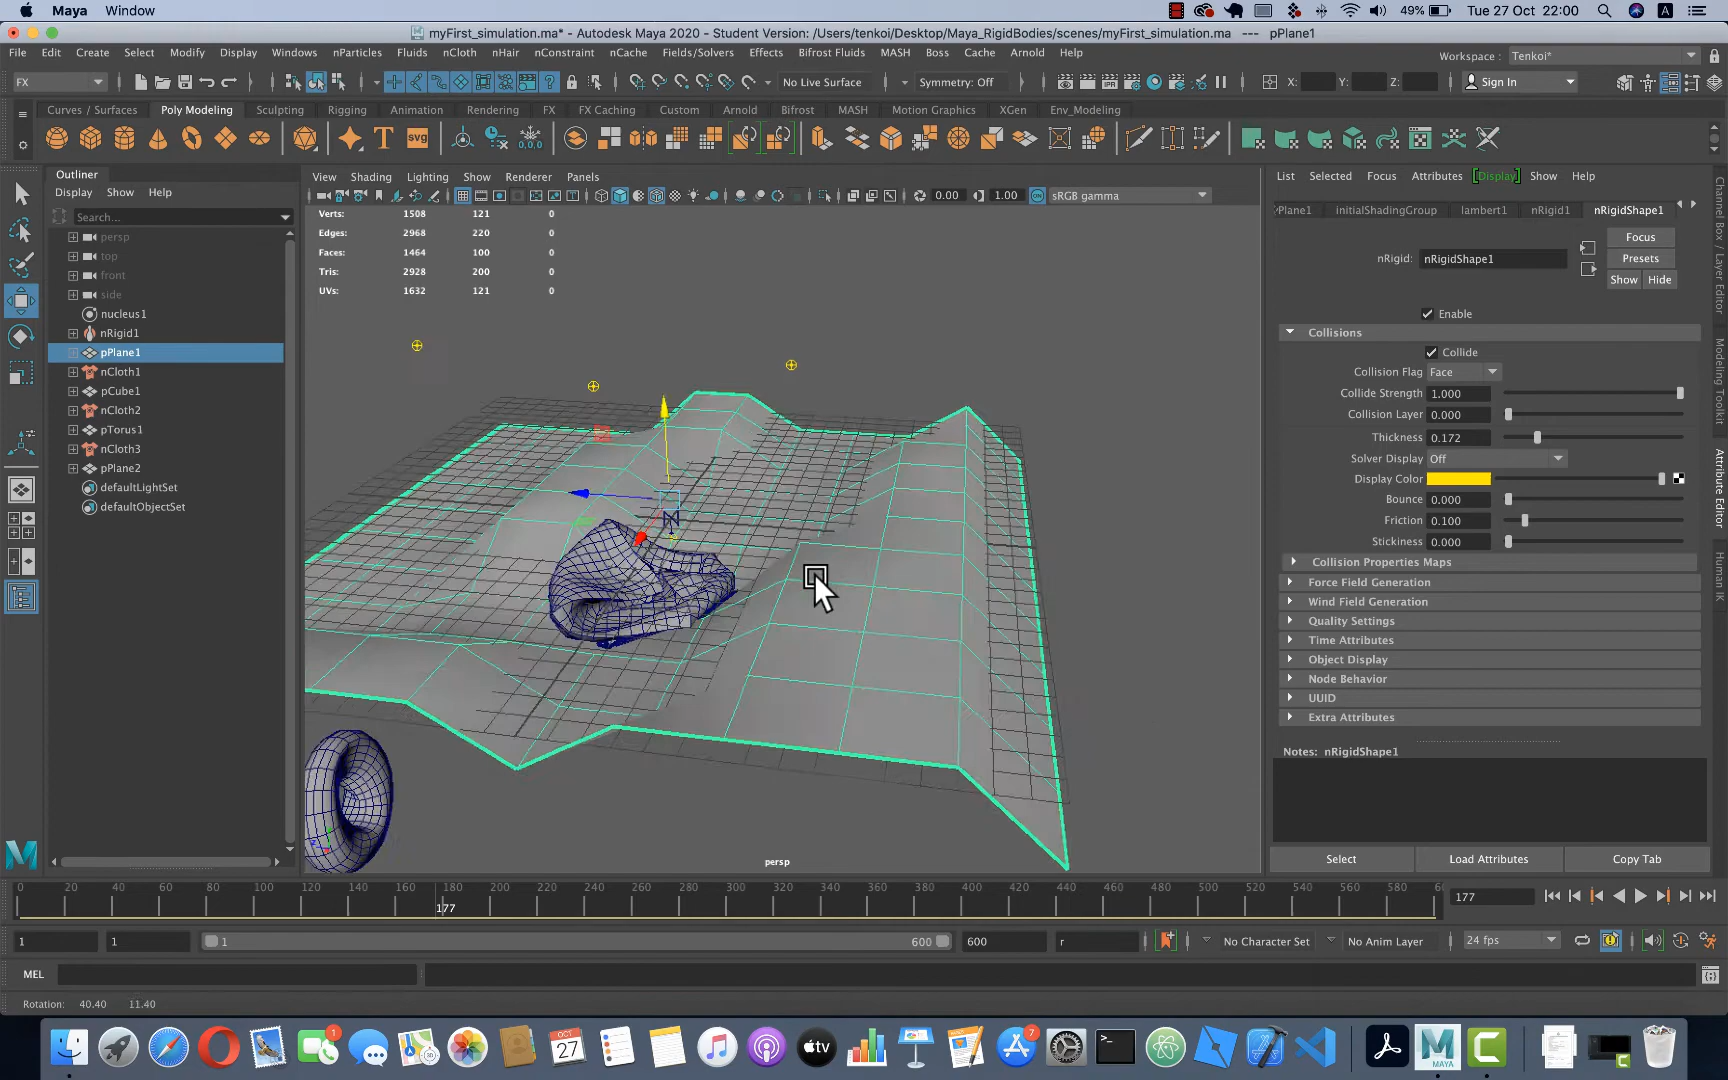 Maya Window 49% Tue 27 Oct 22:00 A
myFirst_simulation.ma* - Autodesk Maya 2020 - Student Version: /Users/tenkoi/Desktop/Maya_RigidBodies/scenes/myFirst_simulation.ma --- pPlane1
File Edit Create Select Modify Display Windows nParticles Fluids nCloth nHair nConstraint nCache Fields/Solvers Effects Bifrost Fluids MASH Boss Cache Arnold Help Workspace : Tenkoi*
FX No Live Surface Symmetry: Off X: Y: Z: Sign In
Curves / Surfaces Poly Modeling Sculpting Rigging Animation Rendering FX FX Caching Custom Arnold Bifrost MASH Motion Graphics XGen Env_Modeling
T svg 0,0,0
Outliner
Display Show Help
Search...
persp
top
front
side
nucleus1
nRigid1
pPlane1
nCloth1
pCube1
nCloth2
pTorus1
nCloth3
pPlane2
defaultLightSet
defaultObjectSet
View Shading Lighting Show Renderer Panels
0.00 1.00 ON sRGB gamma
Verts: 1508 121 0
Edges: 2968 220 0
Faces: 1464 100 0
Tris: 2928 200 0
UVs: 1632 121 0
N
persp
List Selected Focus Attributes [Display] Show Help
Plane1 initialShadingGroup lambert1 nRigid1 nRigidShape1
nRigid: nRigidShape1
Focus
Presets
Show Hide
Enable
Collisions
Collide
Collision Flag Face
Collide Strength 1.000
Collision Layer 0.000
Thickness 0.172
Solver Display Off
Display Color
Bounce 0.000
Friction 0.100
Stickiness 0.000
Collision Properties Maps
Force Field Generation
Wind Field Generation
Quality Settings
Time Attributes
Object Display
Node Behavior
UUID
Extra Attributes
Notes: nRigidShape1
Select Load Attributes Copy Tab
Channel Box / Layer Editor
Modeling Toolkit
Attribute Editor
Human IK
0 20 40 60 80 100 120 140 160 180 200 220 240 260 280 300 320 340 360 380 400 420 440 460 480 500 520 540 560 580 6
177
177
1 1 1 600 600 r No Character Set No Anim Layer 24 fps
MEL
Rotation: 40.40 11.40
1 OCT 27 tv 7 >_ MAYA C